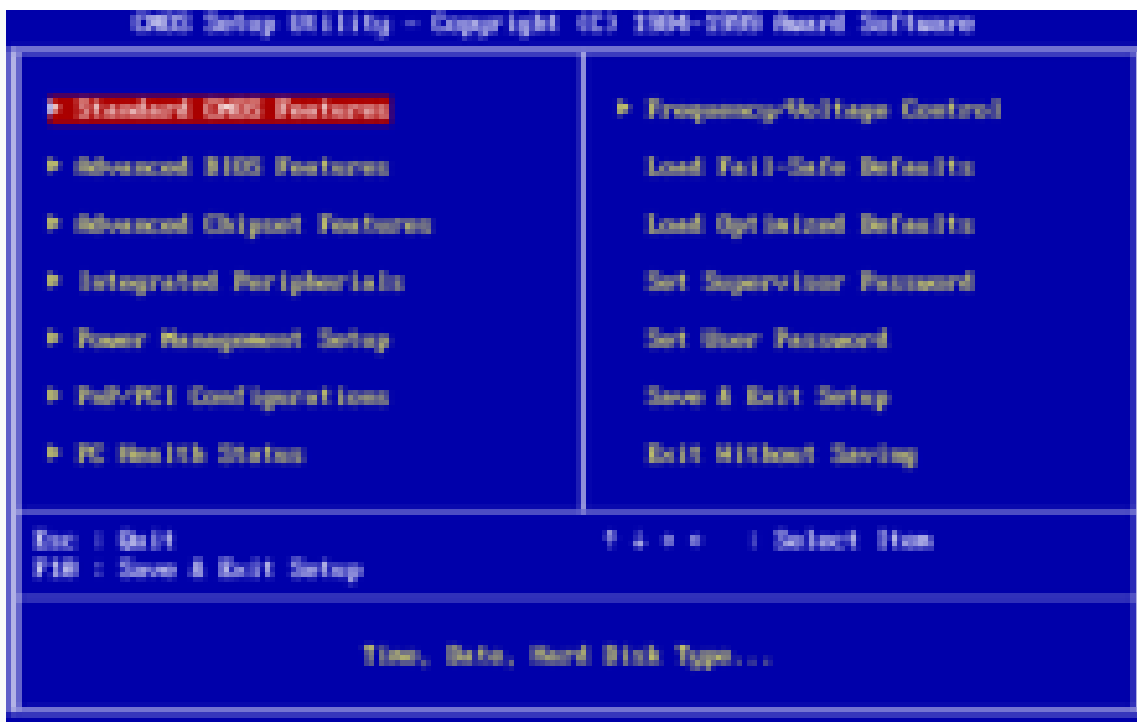 CMOS Setup Utility - Copyright (C) 1984-1999 Award Software
Standard CMOS Features
Advanced BIOS Features
Advanced Chipset Features
Integrated Peripherials
Power Management Setup
PnP/PCI Configurations
PC Health Status
Frequency/Voltage Control
Load Fail-Safe Defaults
Load Optimized Defaults
Set Supervisor Password
Set User Password
Save & Exit Setup
Exit Without Saving
Esc : Quit
F10 : Save & Exit Setup
↑ ↓ → ← : Select Item
Time, Date, Hard Disk Type...